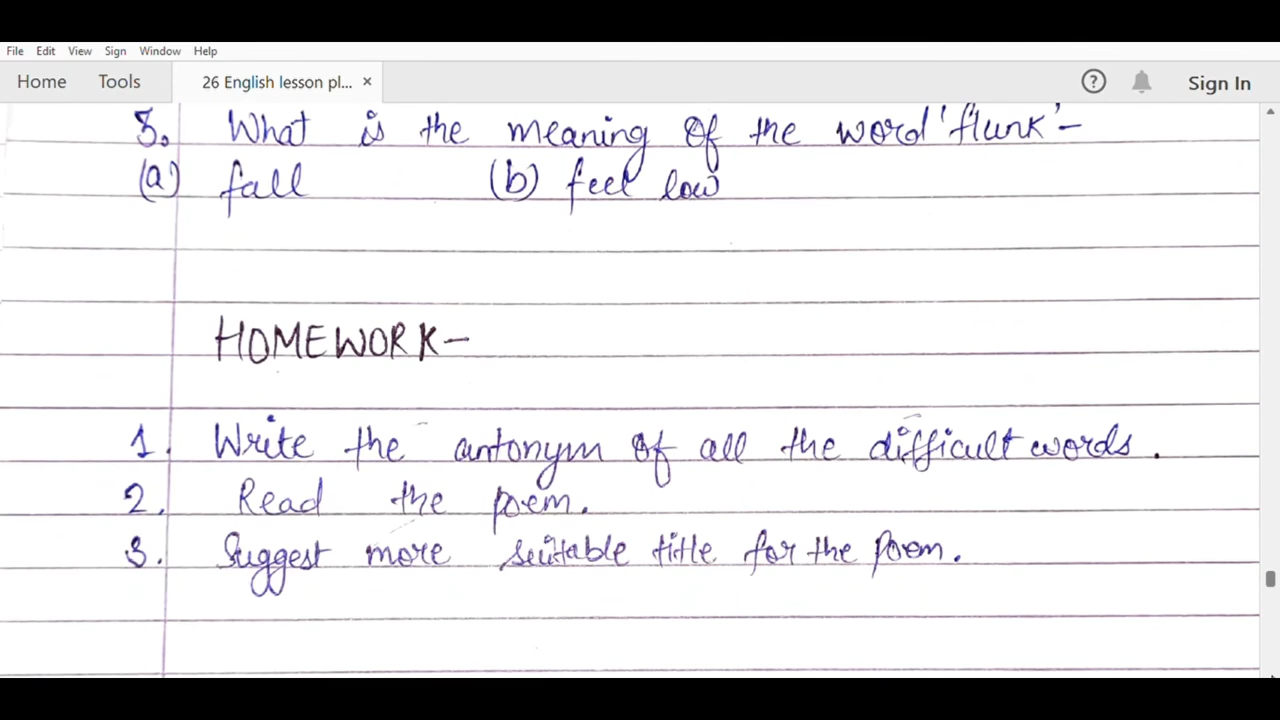 File Edit View Sign Window Help
Home Tools 26 English lesson pl... × ? Sign In
3. What is the meaning of the word 'flunk'-
(a) fall (b) feel low
HOMEWORK-
1. Write the antonym of all the difficult words.
2. Read the poem.
3. Suggest more suitable title for the poem.